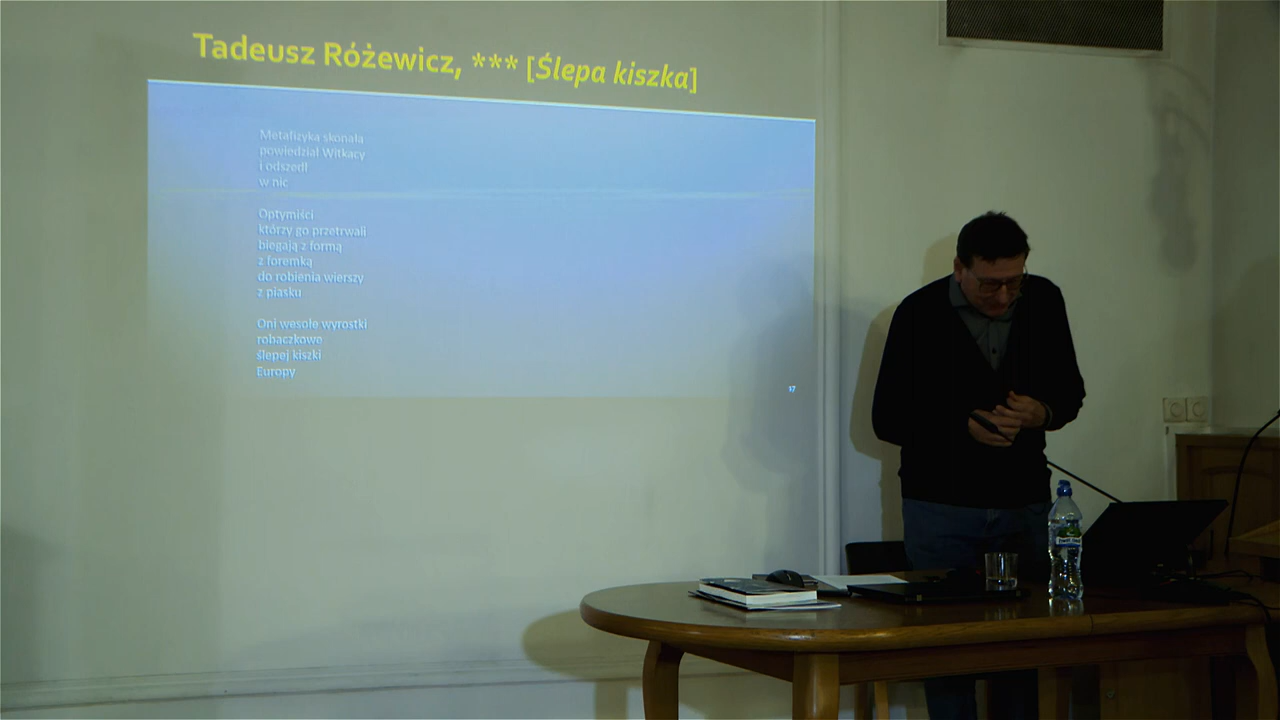 Tadeusz Różewicz, *** [Ślepa kiszka]
Metafizyka skonała
powiedział Witkacy
i odszedł
w nic
Optymiści
którzy go przetrwali
biegają z formą
z foremką
do robienia wierszy
z piasku
Oni wesołe wyrostki
robaczkowe
ślepej kiszki
Europy
17